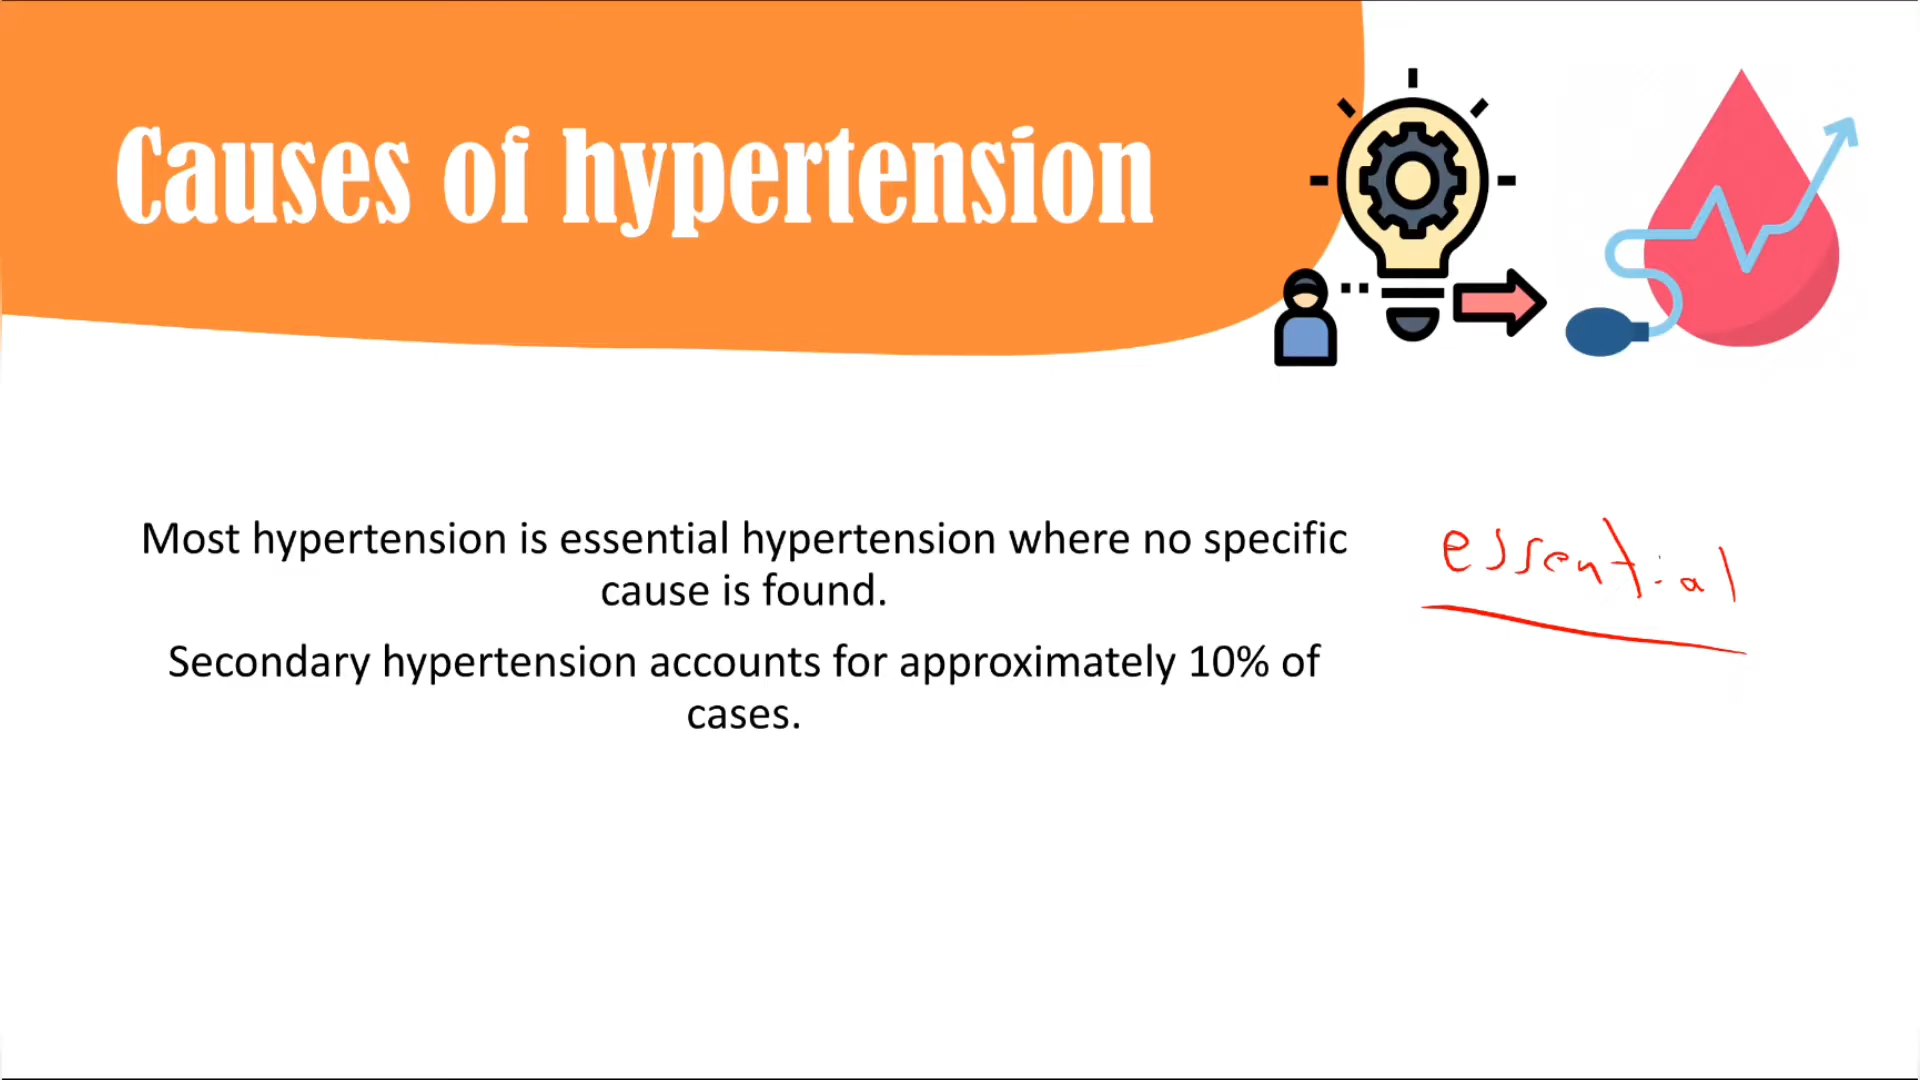 Causes of hypertension
Most hypertension is essential hypertension where no specific
cause is found.
essential
Secondary hypertension accounts for approximately 10% of
cases.